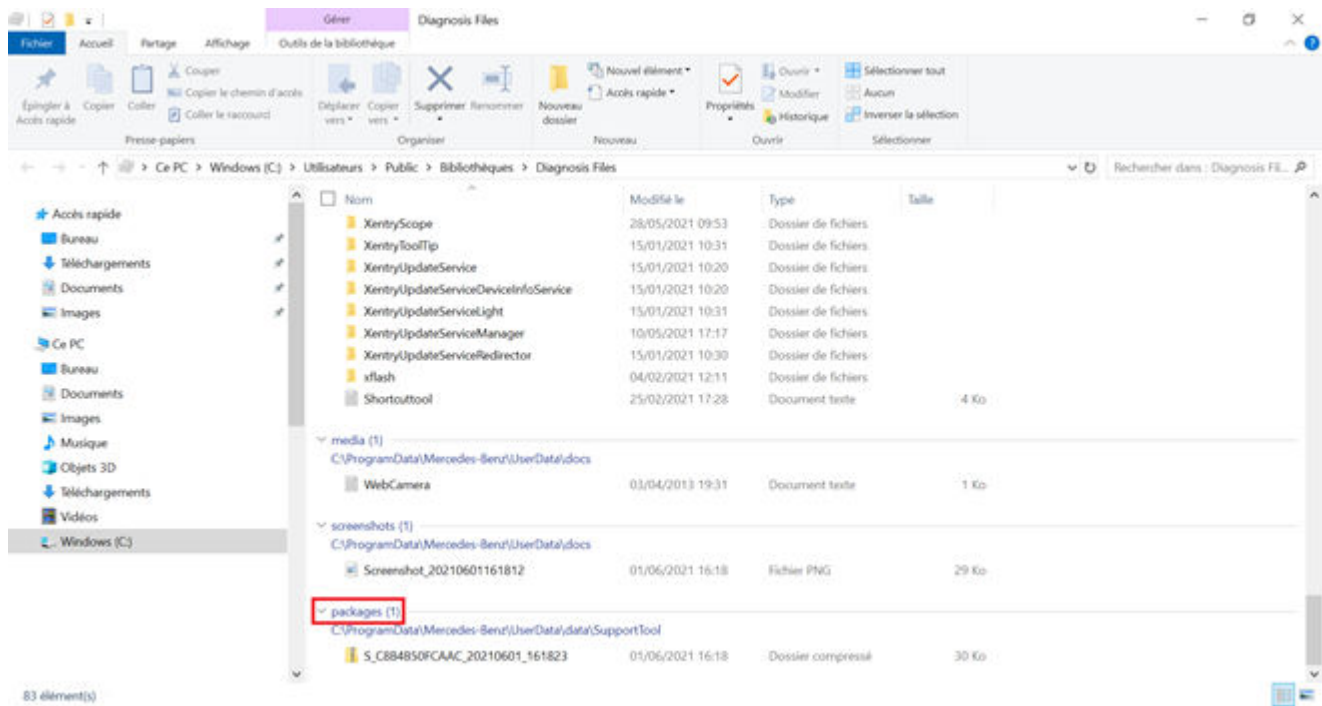 Gérer Diagnosis Files
Fichier Accueil Partage Affichage Outils de la bibliothèque
Épingler à Accès rapide
Copier
Coller
Couper
Copier le chemin d'accès
Coller le raccourci
Presse-papiers
Déplacer vers
Copier vers
Supprimer
Renommer
Organiser
Nouveau dossier
Nouvel élément
Accès rapide
Nouveau
Propriétés
Ouvrir
Modifier
Historique
Ouvrir
Sélectionner tout
Aucun
Inverser la sélection
Sélectionner
> Ce PC > Windows (C:) > Utilisateurs > Public > Bibliothèques > Diagnosis Files
Rechercher dans : Diagnosis Fil...
Accès rapide
Bureau
Téléchargements
Documents
Images
Ce PC
Bureau
Documents
Images
Musique
Objets 3D
Téléchargements
Vidéos
Windows (C:)
Nom Modifié le Type Taille
XentryScope 28/05/2021 09:53 Dossier de fichiers
XentryToolTip 15/01/2021 10:31 Dossier de fichiers
XentryUpdateService 15/01/2021 10:20 Dossier de fichiers
XentryUpdateServiceDeviceInfoService 15/01/2021 10:20 Dossier de fichiers
XentryUpdateServiceLight 15/01/2021 10:31 Dossier de fichiers
XentryUpdateServiceManager 10/05/2021 17:17 Dossier de fichiers
XentryUpdateServiceRedirector 15/01/2021 10:30 Dossier de fichiers
xflash 04/02/2021 12:11 Dossier de fichiers
Shortcuttool 25/02/2021 17:28 Document texte 4 Ko
media (1)
C:\ProgramData\Mercedes-Benz\UserData\docs
WebCamera 03/04/2013 19:31 Document texte 1 Ko
screenshots (1)
C:\ProgramData\Mercedes-Benz\UserData\docs
Screenshot_20210601161812 01/06/2021 16:18 Fichier PNG 29 Ko
packages (1)
C:\ProgramData\Mercedes-Benz\UserData\data\SupportTool
S_C8B4850FCAAC_20210601_161823 01/06/2021 16:18 Dossier compressé 30 Ko
83 élément(s)